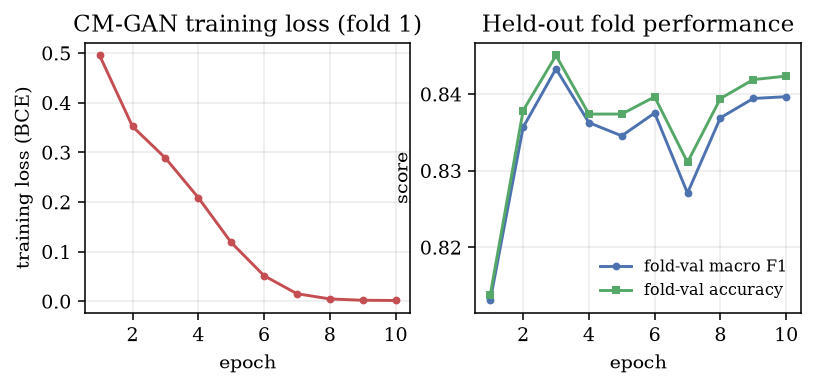 CM-GAN training loss (fold 1)
training loss (BCE)
0.5
0.4
0.3
0.2
0.1
0.0
2 4 6 8 10
epoch
Held-out fold performance
score
0.84
0.83
0.82
fold-val macro F1
fold-val accuracy
2 4 6 8 10
epoch